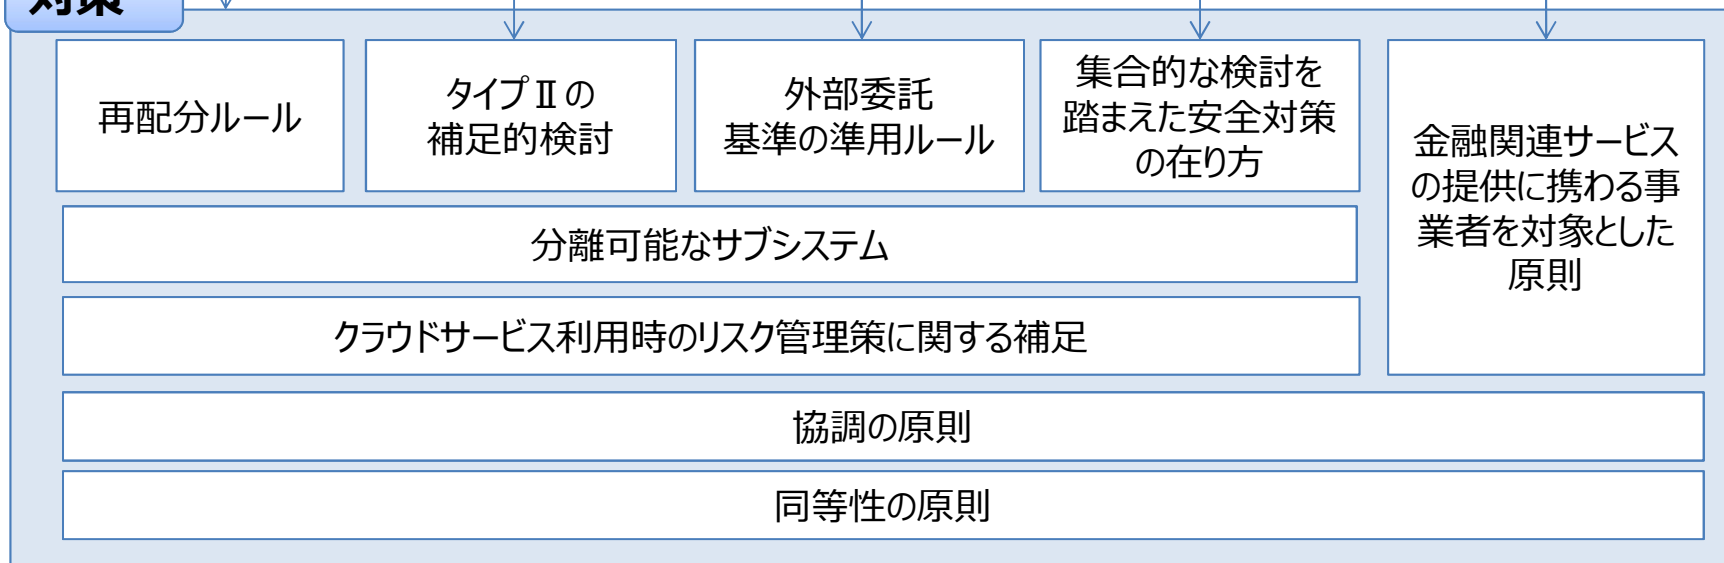 対策
再配分ルール
タイプⅡの
補足的検討
外部委託
基準の準用ルール
集合的な検討を
踏まえた安全対策
の在り方
金融関連サービス
の提供に携わる事
業者を対象とした
原則
分離可能なサブシステム
クラウドサービス利用時のリスク管理策に関する補足
協調の原則
同等性の原則